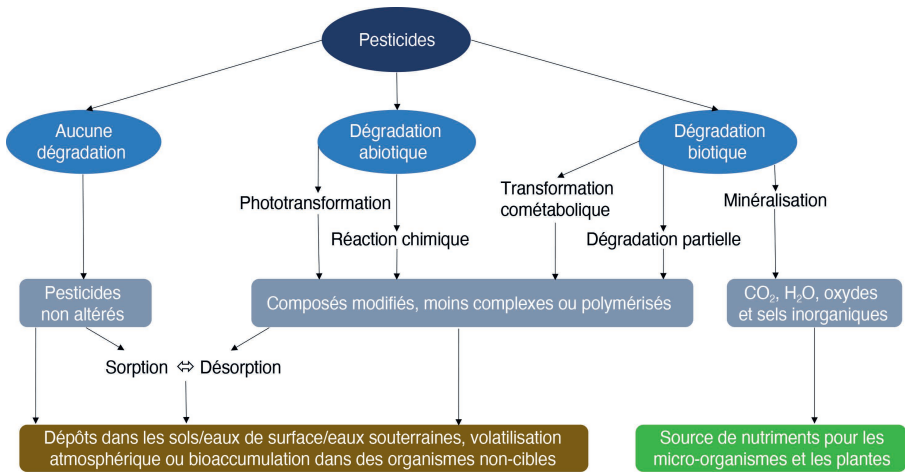 Pesticides
Aucune
dégradation
Dégradation
abiotique
Dégradation
biotique
Phototransformation
Transformation
cométabolique
Minéralisation
Réaction chimique
Dégradation partielle
Pesticides
non altérés
Composés modifiés, moins complexes ou polymérisés
CO₂, H₂O, oxydes
et sels inorganiques
Sorption ⇔ Désorption
Dépôts dans les sols/eaux de surface/eaux souterraines, volatilisation
atmosphérique ou bioaccumulation dans des organismes non-cibles
Source de nutriments pour les
micro-organismes et les plantes